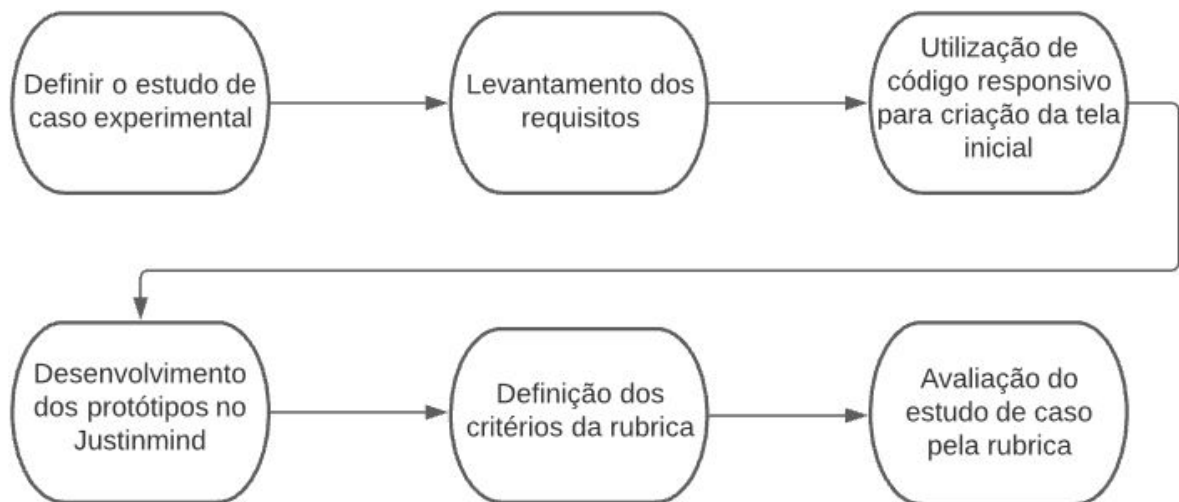 Definir o estudo de
caso experimental
Levantamento dos
requisitos
Utilização de
código responsivo
para criação da tela
inicial
Desenvolvimento
dos protótipos no
Justinmind
Definição dos
critérios da rubrica
Avaliação do
estudo de caso
pela rubrica